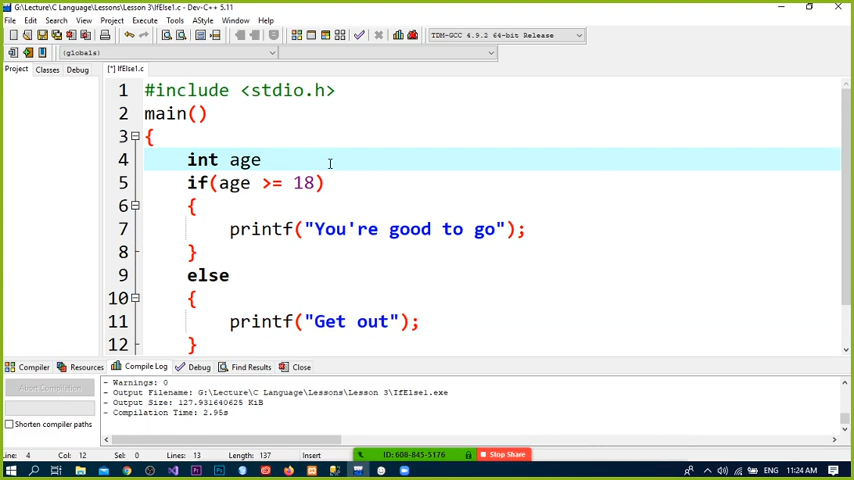 G:\Lecture\C Language\Lessons\Lesson 3\IfElse1.c - Dev-C++ 5.11
File Edit Search View Project Execute Tools AStyle Window Help
TDM-GCC 4.9.2 64-bit Release
(globals)
Project Classes Debug [*] IfElse1.c
1 #include <stdio.h>
2 main()
3 {
4 int age
5 if(age >= 18)
6 {
7 printf("You're good to go");
8 }
9 else
10 {
11 printf("Get out");
12 }
Compiler Resources Compile Log Debug Find Results Close
Abort Compilation
Shorten compiler paths
- Warnings: 0
- Output Filename: G:\Lecture\C Language\Lessons\Lesson 3\IfElse1.exe
- Output Size: 127.931640625 KiB
- Compilation Time: 2.95s
Line: 4 Col: 12 Sel: 0 Lines: 13 Length: 137 Insert
ID: 608-845-5176 Stop Share
ENG 11:24 AM